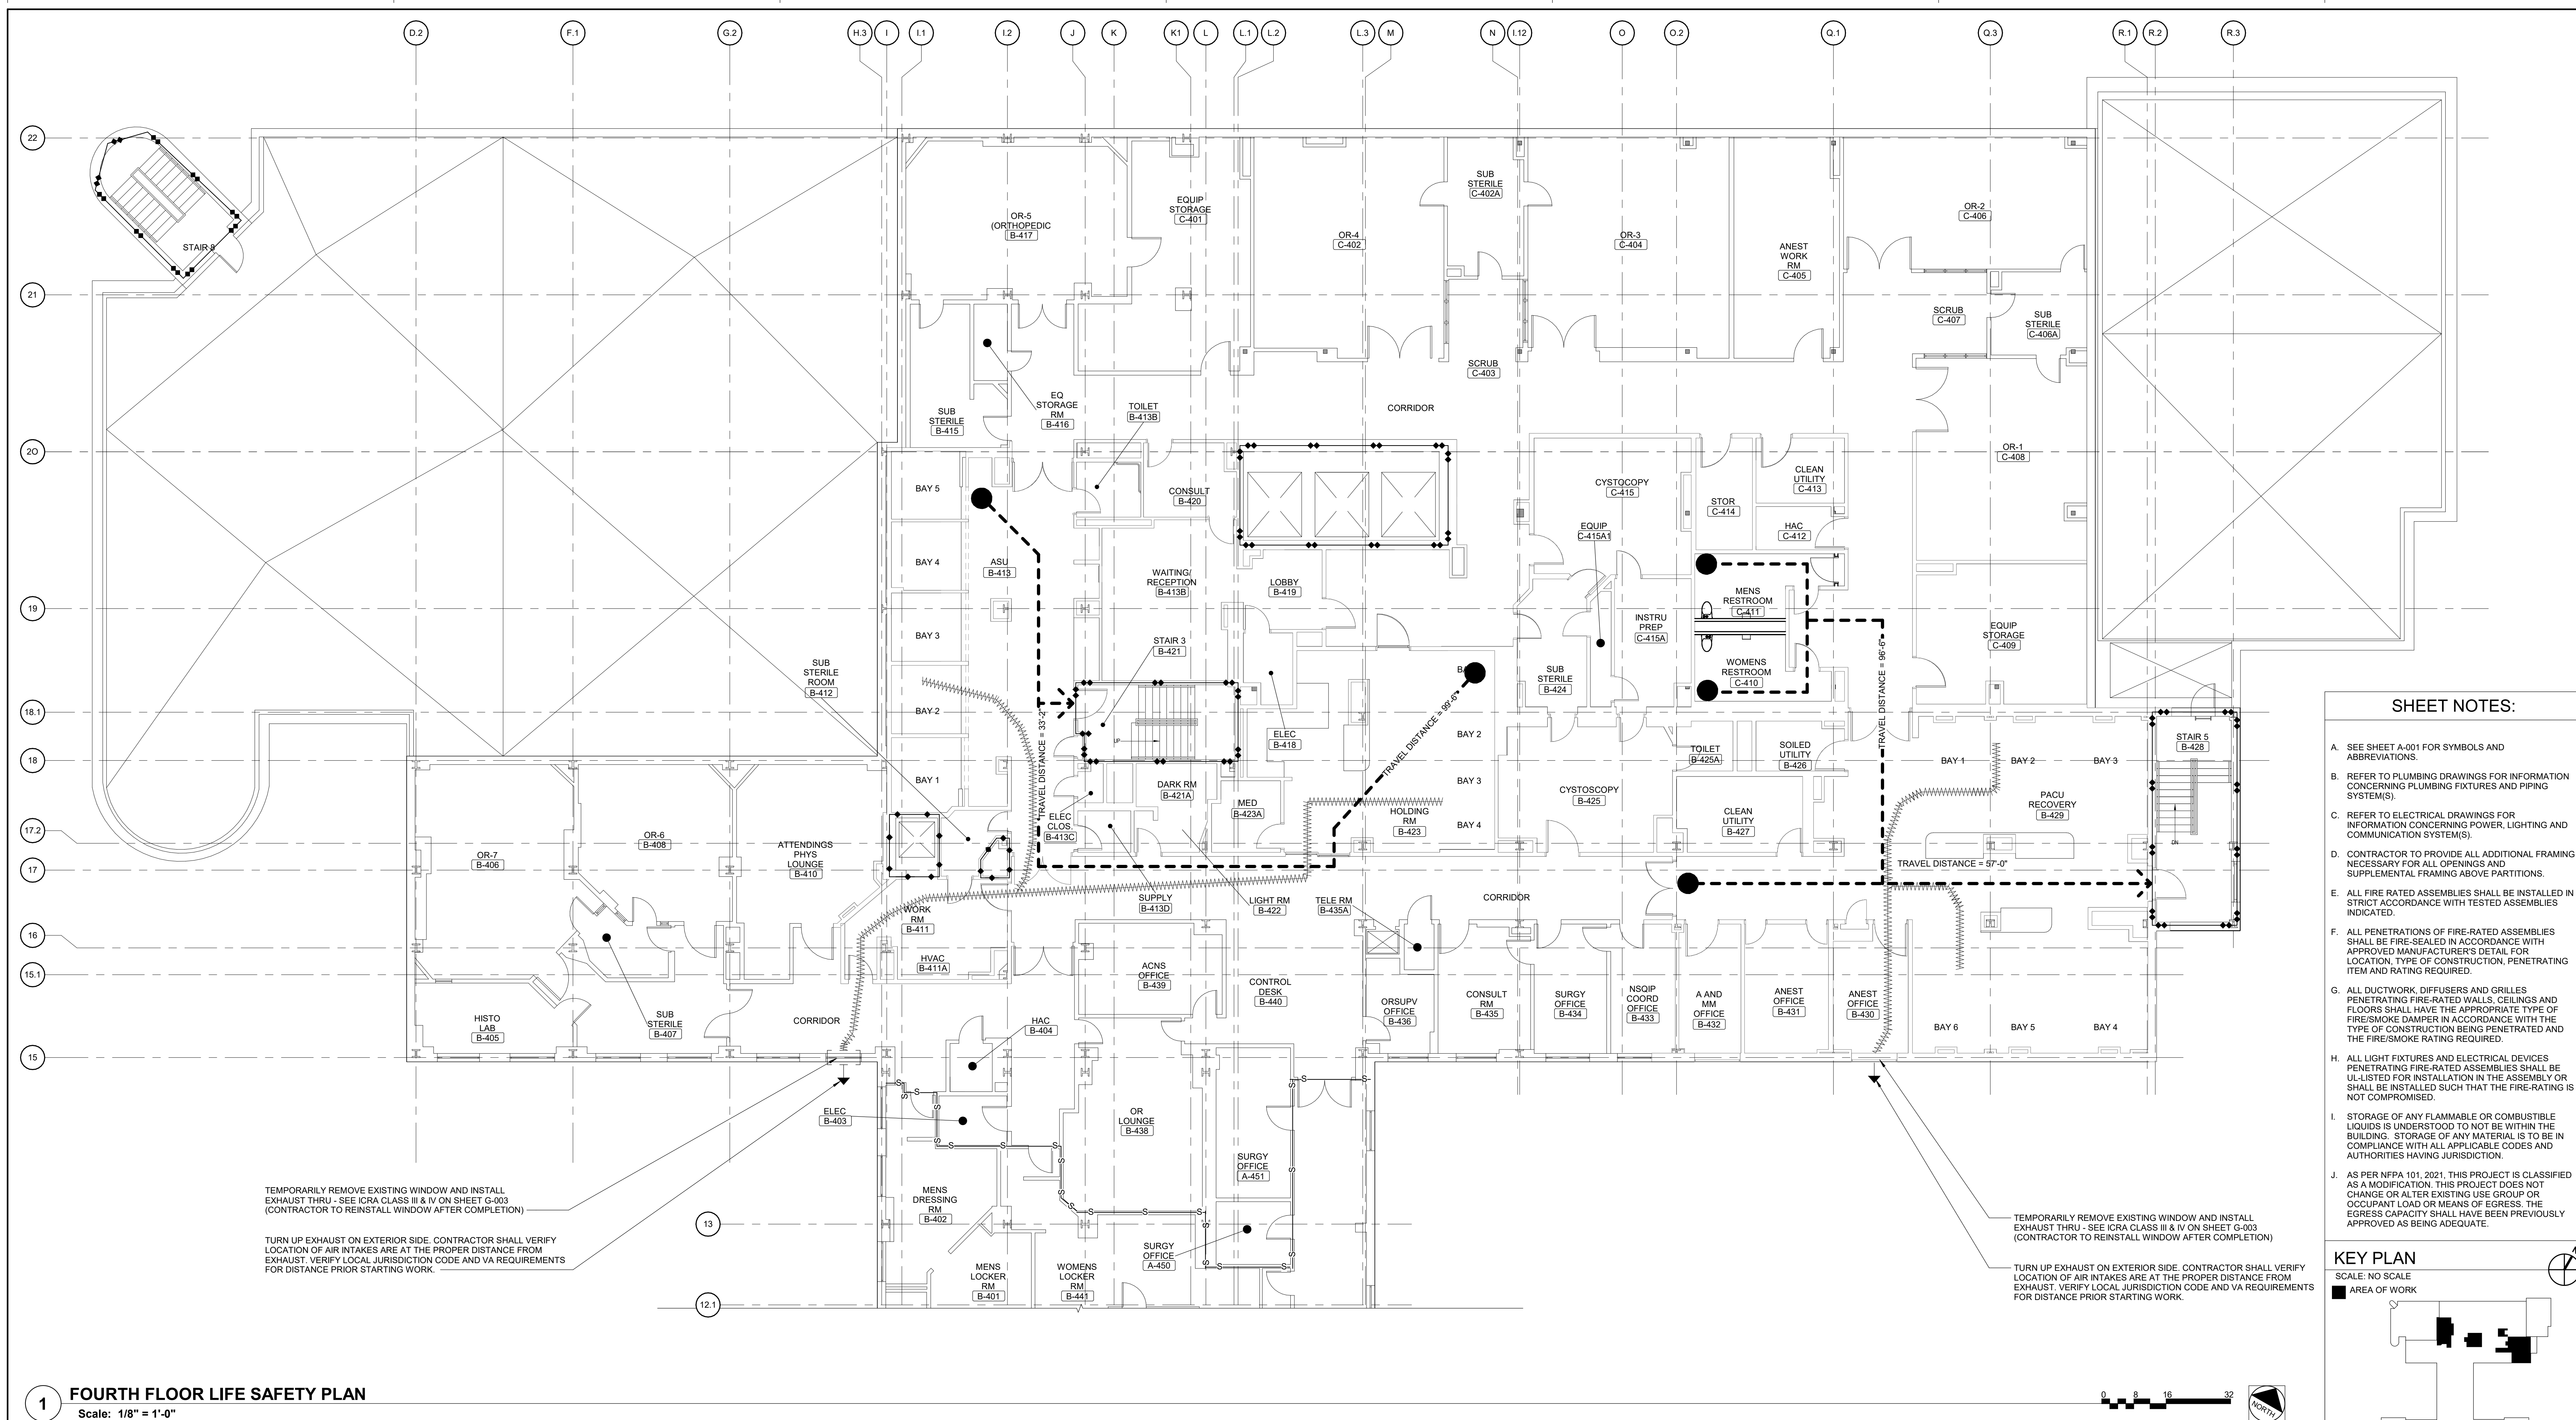 D.2
F.1
G.2
H.3
I
I.1
I.2
J
K
K1
L
L.1
L.2
L.3
M
N
I.12
O
O.2
Q.1
Q.3
R.1
R.2
R.3
22
21
20
19
18.1
18
17.2
17
16
15.1
15
13
12.1
STAIR 8
OR-5
(ORTHOPEDIC
B-417
EQUIP
STORAGE
C-401
OR-4
C-402
SUB
STERILE
C-402A
OR-3
C-404
ANEST
WORK
RM
C-405
OR-2
C-406
SCRUB
C-407
SUB
STERILE
C-406A
SCRUB
C-403
CORRIDOR
SUB
STERILE
B-415
EQ
STORAGE
RM
B-416
TOILET
B-413B
OR-1
C-408
BAY 5
CONSULT
B-420
CYSTOCOPY
C-415
STOR
C-414
CLEAN
UTILITY
C-413
EQUIP
C-415A1
HAC
C-412
BAY 4
ASU
B-413
WAITING/
RECEPTION
B-413B
LOBBY
B-419
MENS
RESTROOM
C-411
INSTRU
PREP
C-415A
EQUIP
STORAGE
C-409
BAY 3
STAIR 3
B-421
UP
SUB
STERILE
ROOM
B-412
SUB
STERILE
B-424
WOMENS
RESTROOM
C-410
TRAVEL DISTANCE = 96'-6"
BAY 2
TRAVEL DISTANCE = 33'-2"
ELEC
B-418
TRAVEL DISTANCE = 99'-6"
BAY 2
TOILET
B-425A
SOILED
UTILITY
B-426
BAY 1
BAY 2
BAY 3
STAIR 5
B-428
DN
BAY 1
DARK RM
B-421A
MED
B-423A
BAY 3
CYSTOSCOPY
B-425
PACU
RECOVERY
B-429
ELEC
CLOS.
B-413C
HOLDING
RM
B-423
BAY 4
CLEAN
UTILITY
B-427
OR-7
B-406
OR-6
B-408
ATTENDINGS
PHYS
LOUNGE
B-410
TRAVEL DISTANCE = 57'-0"
WORK
RM
B-411
SUPPLY
B-413D
LIGHT RM
B-422
TELE RM
B-435A
CORRIDOR
HVAC
B-411A
ACNS
OFFICE
B-439
CONTROL
DESK
B-440
ORSUPV
OFFICE
B-436
CONSULT
RM
B-435
SURGY
OFFICE
B-434
NSQIP
COORD
OFFICE
B-433
A AND
MM
OFFICE
B-432
ANEST
OFFICE
B-431
ANEST
OFFICE
B-430
BAY 6
BAY 5
BAY 4
HISTO
LAB
B-405
SUB
STERILE
B-407
CORRIDOR
HAC
B-404
ELEC
B-403
OR
LOUNGE
B-438
SURGY
OFFICE
A-451
MENS
DRESSING
RM
B-402
SURGY
OFFICE
A-450
MENS
LOCKER
RM
B-401
WOMENS
LOCKER
RM
B-441
TEMPORARILY REMOVE EXISTING WINDOW AND INSTALL
EXHAUST THRU - SEE ICRA CLASS III & IV ON SHEET G-003
(CONTRACTOR TO REINSTALL WINDOW AFTER COMPLETION)
TURN UP EXHAUST ON EXTERIOR SIDE. CONTRACTOR SHALL VERIFY
LOCATION OF AIR INTAKES ARE AT THE PROPER DISTANCE FROM
EXHAUST. VERIFY LOCAL JURISDICTION CODE AND VA REQUIREMENTS
FOR DISTANCE PRIOR STARTING WORK.
TEMPORARILY REMOVE EXISTING WINDOW AND INSTALL
EXHAUST THRU - SEE ICRA CLASS III & IV ON SHEET G-003
(CONTRACTOR TO REINSTALL WINDOW AFTER COMPLETION)
TURN UP EXHAUST ON EXTERIOR SIDE. CONTRACTOR SHALL VERIFY
LOCATION OF AIR INTAKES ARE AT THE PROPER DISTANCE FROM
EXHAUST. VERIFY LOCAL JURISDICTION CODE AND VA REQUIREMENTS
FOR DISTANCE PRIOR STARTING WORK.
SHEET NOTES:
A. SEE SHEET A-001 FOR SYMBOLS AND
ABBREVIATIONS.
B. REFER TO PLUMBING DRAWINGS FOR INFORMATION
CONCERNING PLUMBING FIXTURES AND PIPING
SYSTEM(S).
C. REFER TO ELECTRICAL DRAWINGS FOR
INFORMATION CONCERNING POWER, LIGHTING AND
COMMUNICATION SYSTEM(S).
D. CONTRACTOR TO PROVIDE ALL ADDITIONAL FRAMING
NECESSARY FOR ALL OPENINGS AND
SUPPLEMENTAL FRAMING ABOVE PARTITIONS.
E. ALL FIRE RATED ASSEMBLIES SHALL BE INSTALLED IN
STRICT ACCORDANCE WITH TESTED ASSEMBLIES
INDICATED.
F. ALL PENETRATIONS OF FIRE-RATED ASSEMBLIES
SHALL BE FIRE-SEALED IN ACCORDANCE WITH
APPROVED MANUFACTURER'S DETAIL FOR
LOCATION, TYPE OF CONSTRUCTION, PENETRATING
ITEM AND RATING REQUIRED.
G. ALL DUCTWORK, DIFFUSERS AND GRILLES
PENETRATING FIRE-RATED WALLS, CEILINGS AND
FLOORS SHALL HAVE THE APPROPRIATE TYPE OF
FIRE/SMOKE DAMPER IN ACCORDANCE WITH THE
TYPE OF CONSTRUCTION BEING PENETRATED AND
THE FIRE/SMOKE RATING REQUIRED.
H. ALL LIGHT FIXTURES AND ELECTRICAL DEVICES
PENETRATING FIRE-RATED ASSEMBLIES SHALL BE
UL-LISTED FOR INSTALLATION IN THE ASSEMBLY OR
SHALL BE INSTALLED SUCH THAT THE FIRE-RATING IS
NOT COMPROMISED.
I. STORAGE OF ANY FLAMMABLE OR COMBUSTIBLE
LIQUIDS IS UNDERSTOOD TO NOT BE WITHIN THE
BUILDING. STORAGE OF ANY MATERIAL IS TO BE IN
COMPLIANCE WITH ALL APPLICABLE CODES AND
AUTHORITIES HAVING JURISDICTION.
J. AS PER NFPA 101, 2021, THIS PROJECT IS CLASSIFIED
AS A MODIFICATION. THIS PROJECT DOES NOT
CHANGE OR ALTER EXISTING USE GROUP OR
OCCUPANT LOAD OR MEANS OF EGRESS. THE
EGRESS CAPACITY SHALL HAVE BEEN PREVIOUSLY
APPROVED AS BEING ADEQUATE.
KEY PLAN
SCALE: NO SCALE
AREA OF WORK
1 FOURTH FLOOR LIFE SAFETY PLAN
Scale: 1/8" = 1'-0"
0 8 16 32
NORTH